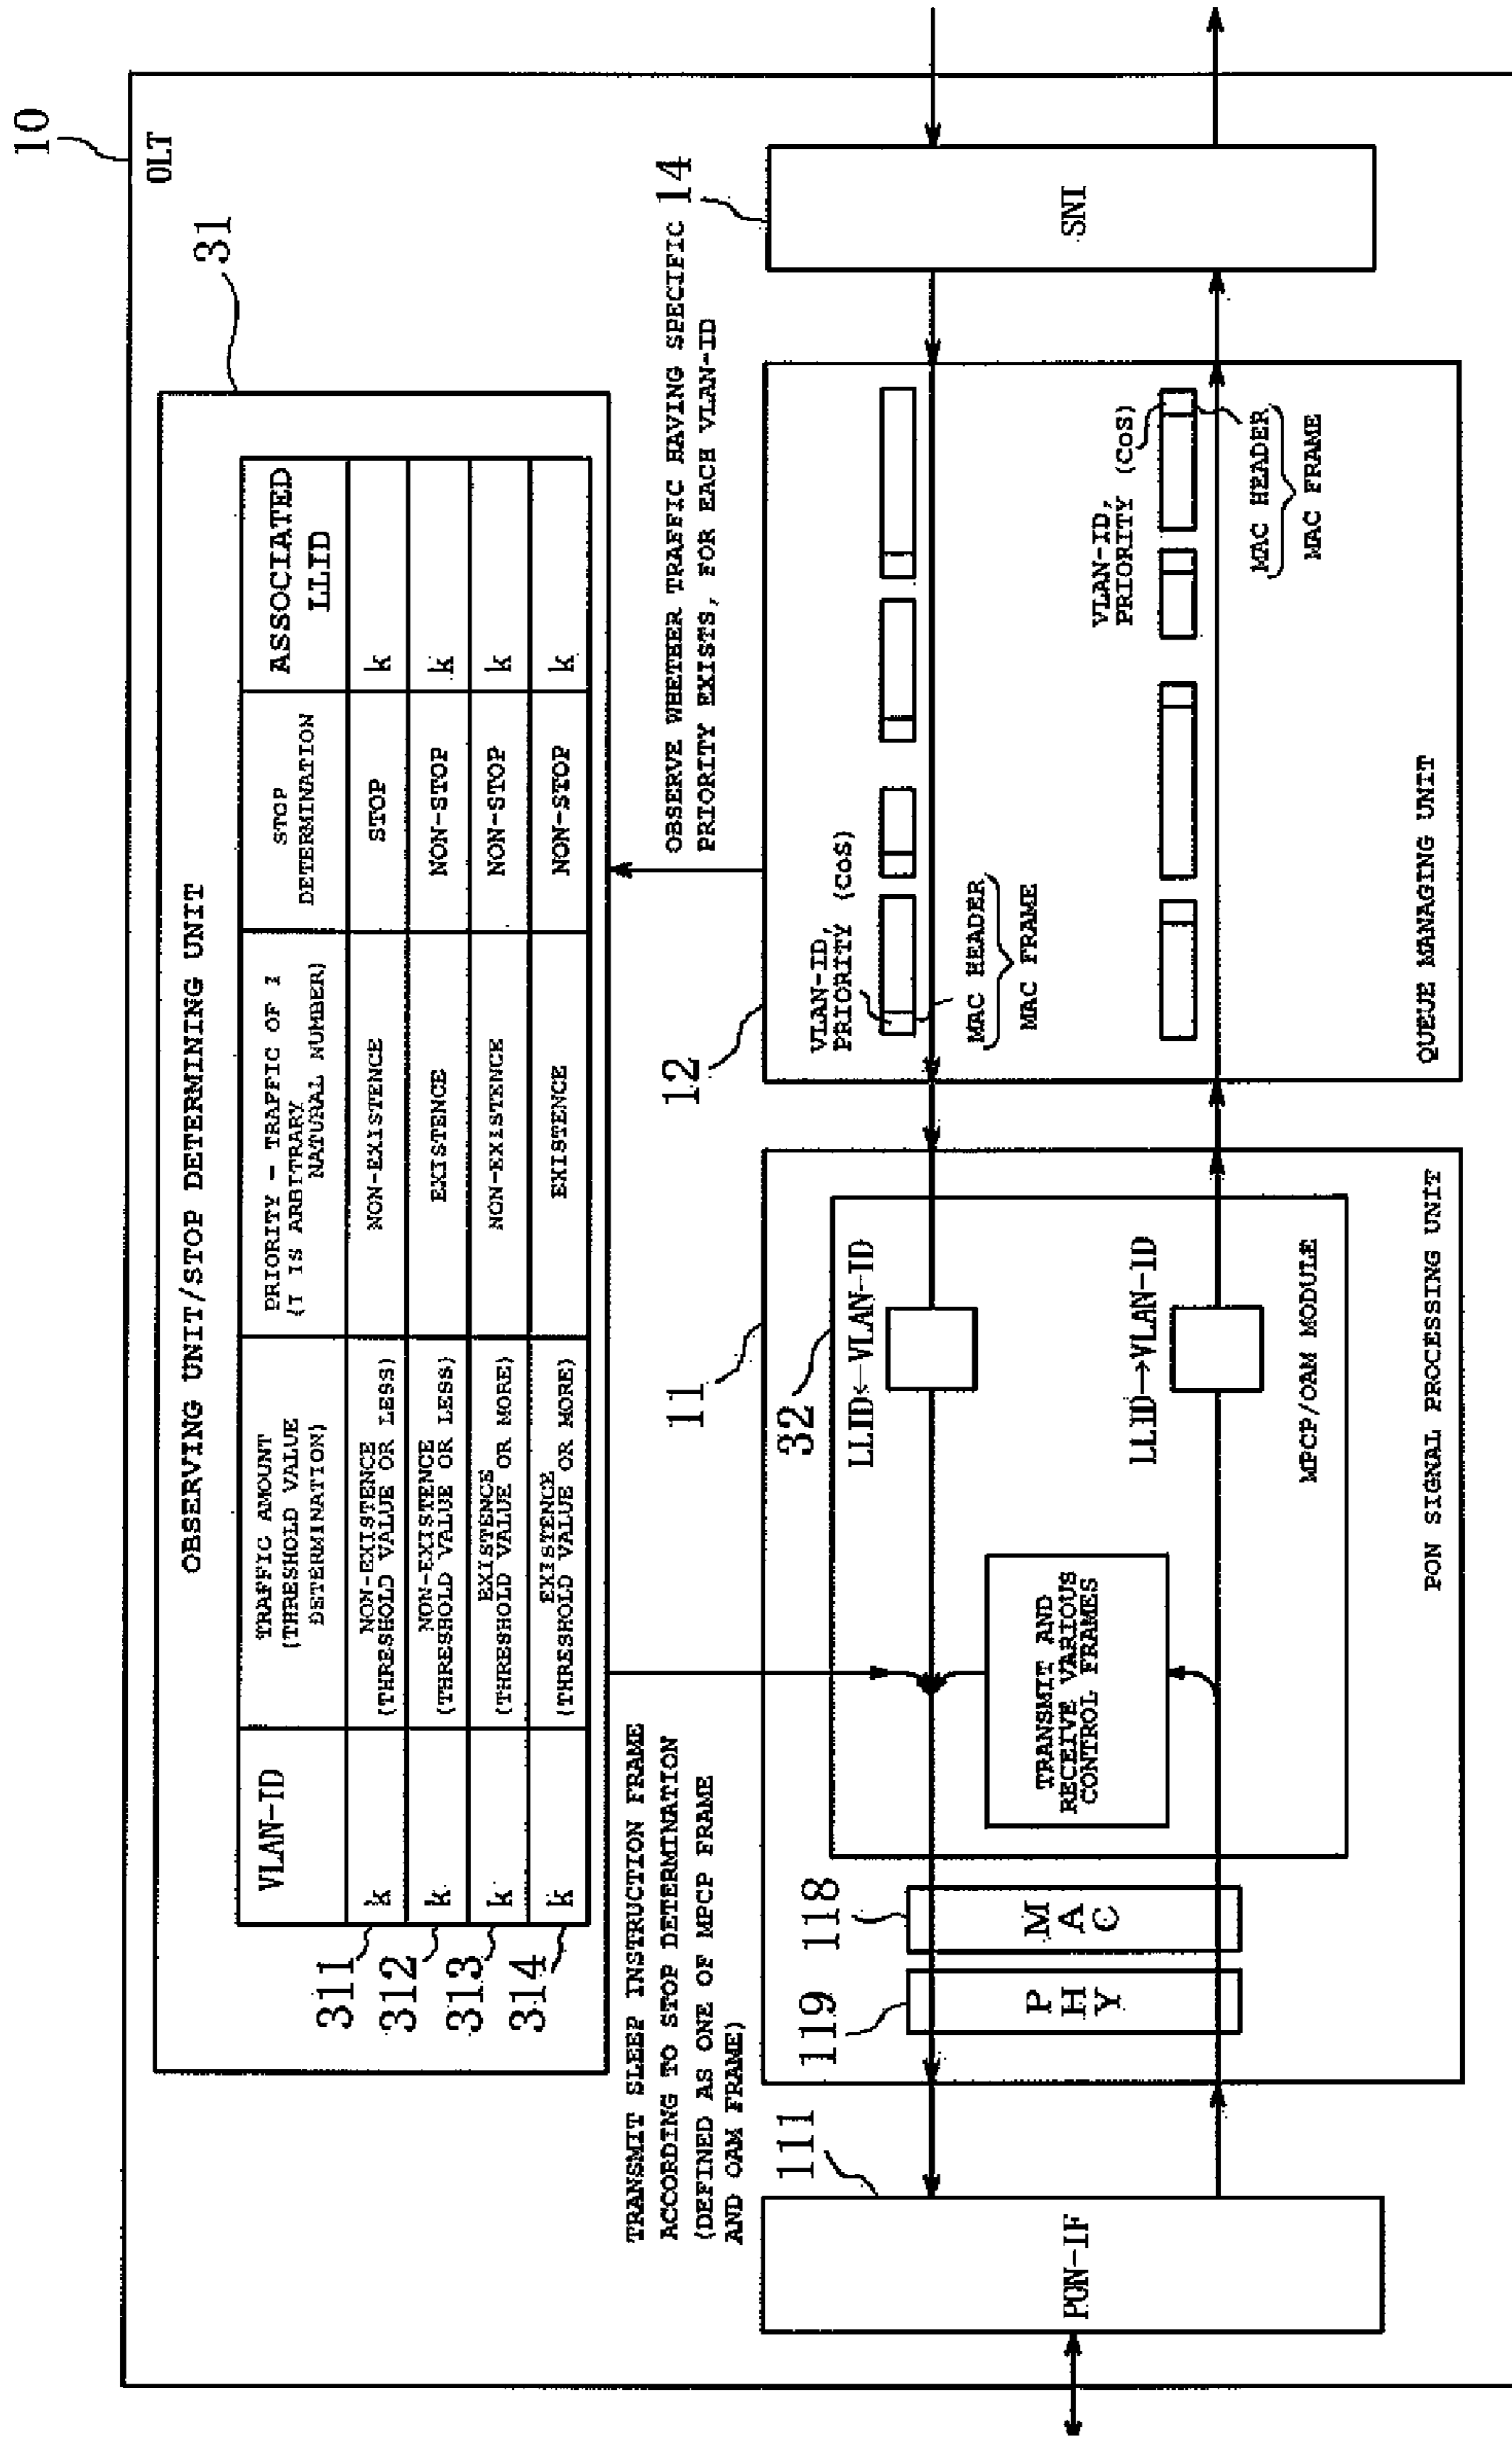 10
OLT
31
OBSERVING UNIT/STOP DETERMINING UNIT
VLAN-ID
TRAFFIC AMOUNT
(THRESHOLD VALUE
DETERMINATION)
PRIORITY - TRAFFIC OF I
(I IS ARBITRARY
NATURAL NUMBER)
STOP
DETERMINATION
ASSOCIATED
LLID
311
k
NON-EXISTENCE
(THRESHOLD VALUE OR LESS)
NON-EXISTENCE
STOP
k
312
k
NON-EXISTENCE
(THRESHOLD VALUE OR LESS)
EXISTENCE
NON-STOP
k
313
k
EXISTENCE
(THRESHOLD VALUE OR MORE)
NON-EXISTENCE
NON-STOP
k
314
k
EXISTENCE
(THRESHOLD VALUE OR MORE)
EXISTENCE
NON-STOP
k
TRANSMIT SLEEP INSTRUCTION FRAME
ACCORDING TO STOP DETERMINATION
(DEFINED AS ONE OF MPCP FRAME
AND OAM FRAME)
OBSERVE WHETHER TRAFFIC HAVING SPECIFIC
PRIORITY EXISTS, FOR EACH VLAN-ID
111
PON-IF
11
119
PHY
118
MAC
32
LLID←VLAN-ID
TRANSMIT AND
RECEIVE VARIOUS
CONTROL FRAMES
LLID→VLAN-ID
MPCP/OAM MODULE
PON SIGNAL PROCESSING UNIT
12
VLAN-ID,
PRIORITY (CoS)
MAC HEADER
MAC FRAME
VLAN-ID,
PRIORITY (CoS)
MAC HEADER
MAC FRAME
QUEUE MANAGING UNIT
14
SNI